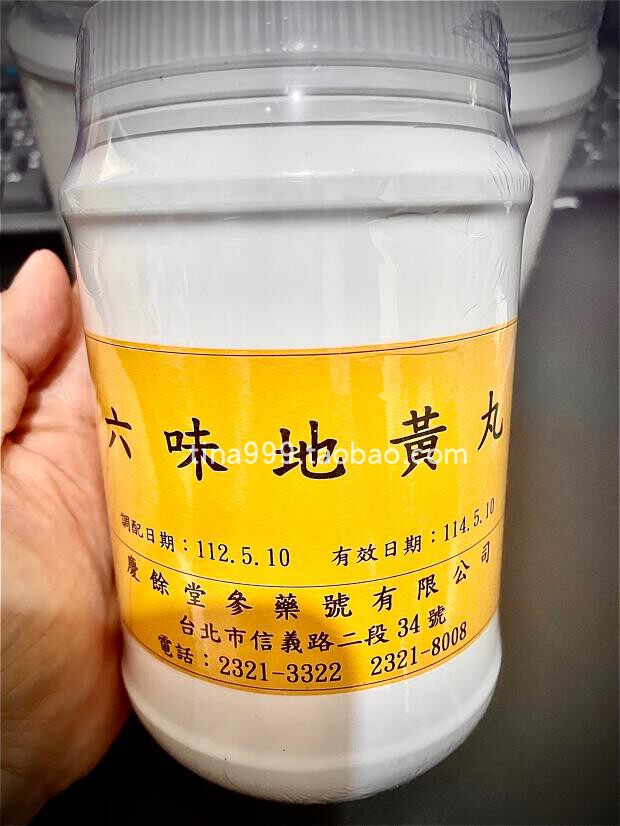 六味地黃丸
tina999.taobao.com
調配日期：112.5.10 有效日期：114.5.10
慶餘堂參藥號有限公司
台北市信義路二段34號
電話：2321-3322 2321-8008